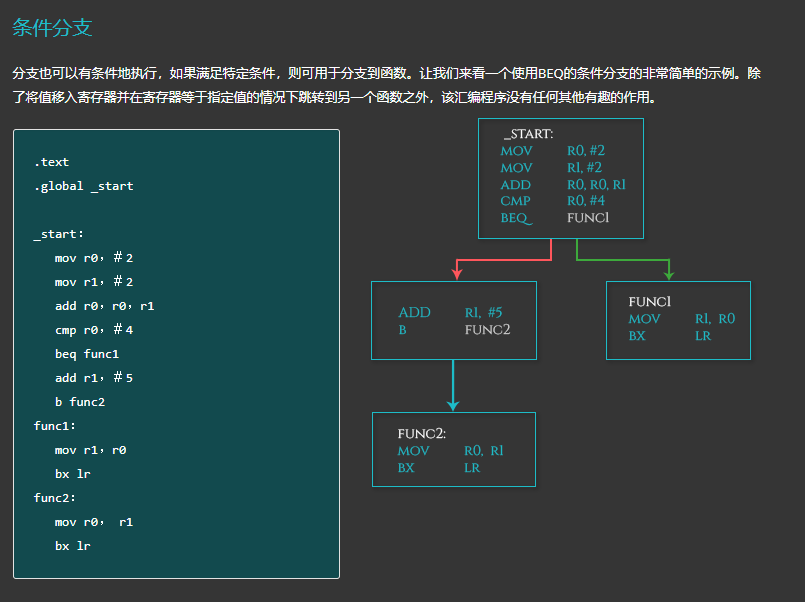 条件分支
分支也可以有条件地执行，如果满足特定条件，则可用于分支到函数。让我们来看一个使用BEQ的条件分支的非常简单的示例。除
了将值移入寄存器并在寄存器等于指定值的情况下跳转到另一个函数之外，该汇编程序没有任何其他有趣的作用。
.text
.global _start
_start：
mov r0，＃2
mov r1，＃2
add r0，r0，r1
cmp r0，＃4
beq func1
add r1，＃5
b func2
func1：
mov r1，r0
bx lr
func2：
mov r0， r1
bx lr
_START:
MOV R0, #2
MOV R1, #2
ADD R0, R0, R1
CMP R0, #4
BEQ FUNC1
ADD R1, #5
B FUNC2
FUNC1
MOV R1, R0
BX LR
FUNC2:
MOV R0, R1
BX LR